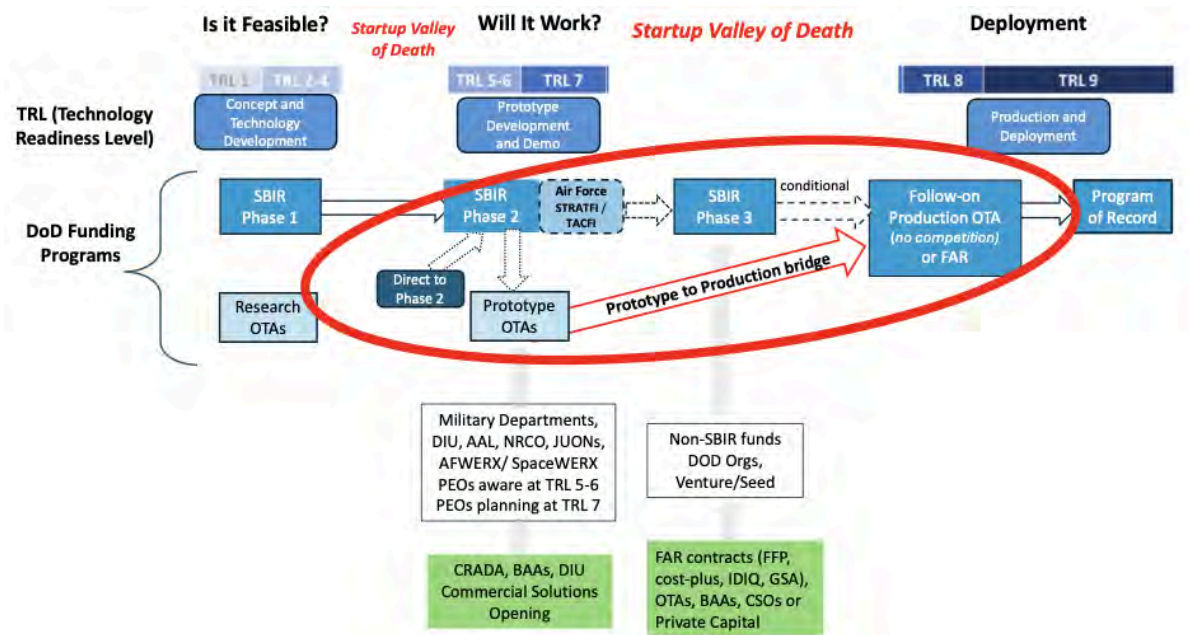 Is it Feasible?
Startup Valley
of Death
Will It Work?
Startup Valley of Death
Deployment
TRL 1
TRL 2-4
TRL 5-6
TRL 7
TRL 8
TRL 9
TRL (Technology
Readiness Level)
Concept and
Technology
Development
Prototype
Development
and Demo
Production and
Deployment
DoD Funding
Programs
SBIR
Phase 1
SBIR
Phase 2
Air Force
STRATFI /
TACFI
SBIR
Phase 3
conditional
Follow-on
Production OTA
(no competition)
or FAR
Program
of Record
Direct to
Phase 2
Research
OTAs
Prototype
OTAs
Prototype to Production bridge
Military Departments,
DIU, AAL, NRCO, JUONs,
AFWERX/ SpaceWERX
PEOs aware at TRL 5-6
PEOs planning at TRL 7
Non-SBIR funds
DOD Orgs,
Venture/Seed
CRADA, BAAs, DIU
Commercial Solutions
Opening
FAR contracts (FFP,
cost-plus, IDIQ, GSA),
OTAs, BAAs, CSOs or
Private Capital